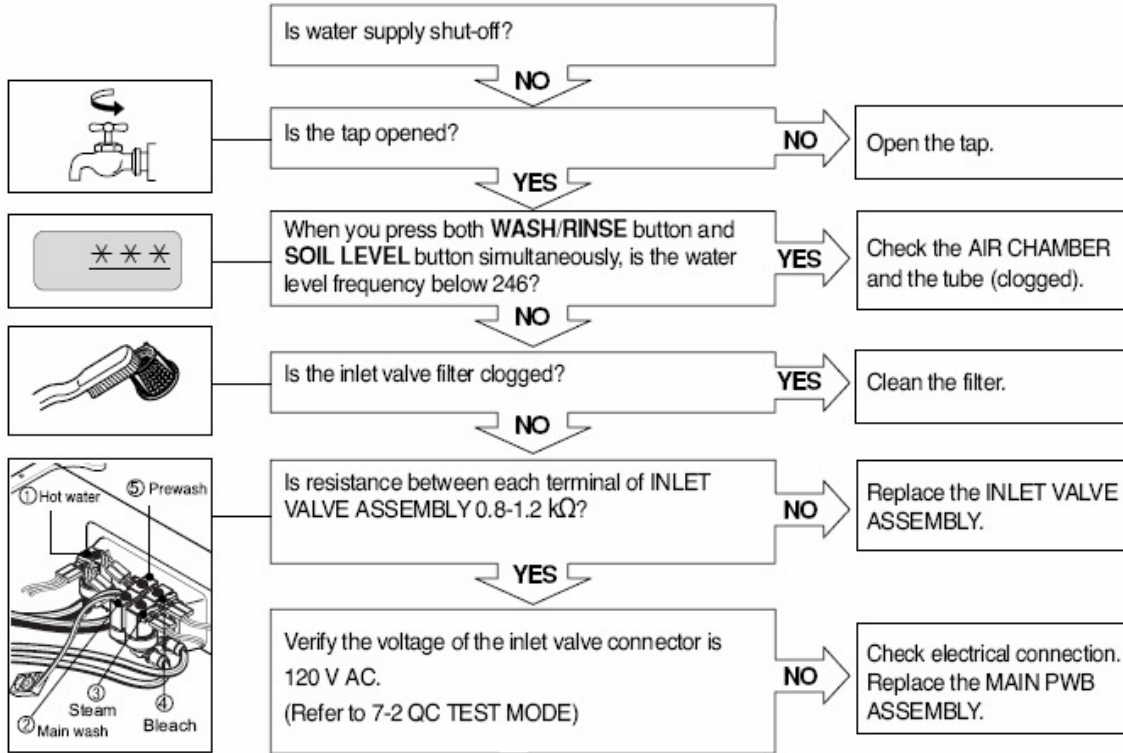 Is water supply shut-off?
NO
Is the tap opened?
NO
Open the tap.
YES
* * *
When you press both WASH/RINSE button and
SOIL LEVEL button simultaneously, is the water
level frequency below 246?
YES
Check the AIR CHAMBER
and the tube (clogged).
NO
Is the inlet valve filter clogged?
YES
Clean the filter.
NO
① Hot water
⑤ Prewash
③
Steam
④
Bleach
② Main wash
Is resistance between each terminal of INLET
VALVE ASSEMBLY 0.8-1.2 kΩ?
NO
Replace the INLET VALVE
ASSEMBLY.
YES
Verify the voltage of the inlet valve connector is
120 V AC.
(Refer to 7-2 QC TEST MODE)
NO
Check electrical connection.
Replace the MAIN PWB
ASSEMBLY.